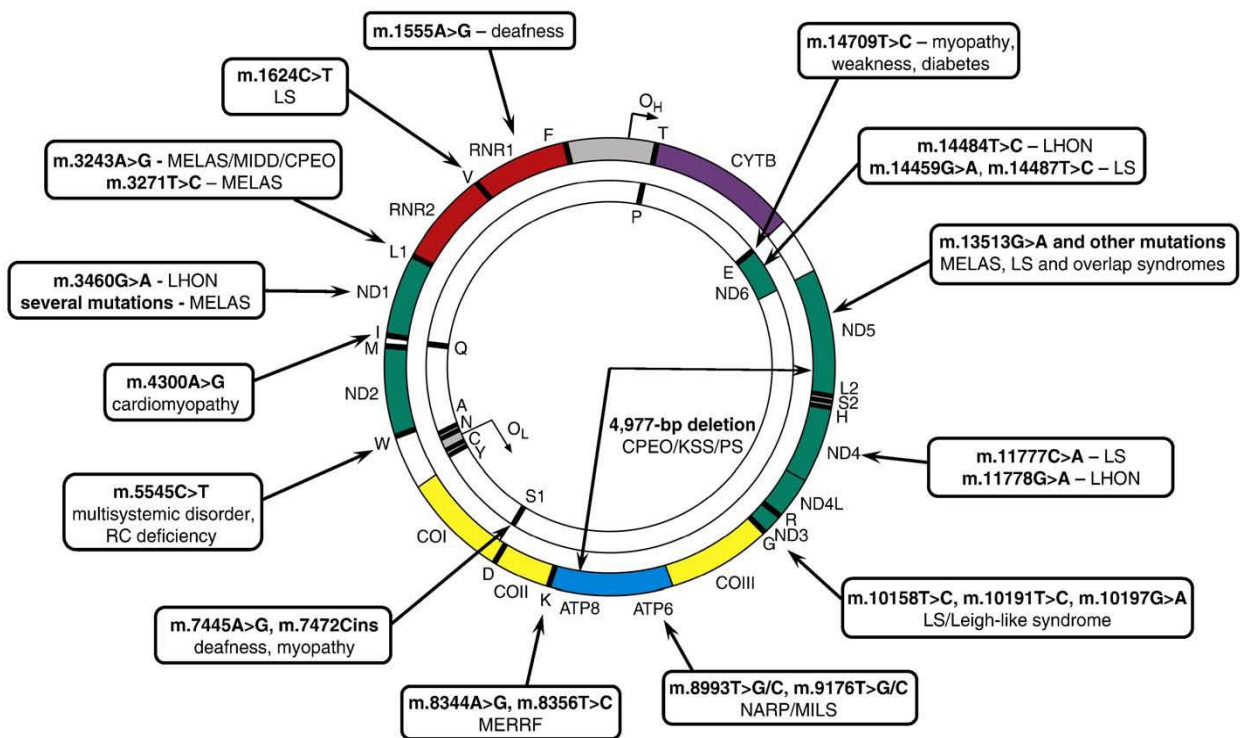 m.1555A>G – deafness
m.14709T>C – myopathy,
weakness, diabetes
m.1624C>T
LS
m.14484T>C – LHON
m.14459G>A, m.14487T>C – LS
m.3243A>G - MELAS/MIDD/CPEO
m.3271T>C – MELAS
m.13513G>A and other mutations
MELAS, LS and overlap syndromes
m.3460G>A - LHON
several mutations - MELAS
m.4300A>G
cardiomyopathy
4,977-bp deletion
CPEO/KSS/PS
m.11777C>A – LS
m.11778G>A – LHON
m.5545C>T
multisystemic disorder,
RC deficiency
m.10158T>C, m.10191T>C, m.10197G>A
LS/Leigh-like syndrome
m.7445A>G, m.7472Cins
deafness, myopathy
m.8344A>G, m.8356T>C
MERRF
m.8993T>G/C, m.9176T>G/C
NARP/MILS
OH
F
T
RNR1
CYTB
V
P
RNR2
E
ND6
L1
ND1
ND5
I
M
Q
ND2
L2
S2
H
A
N
C
Y
OL
W
ND4
S1
ND4L
COI
R
ND3
G
D
COII
K
ATP8
ATP6
COIII